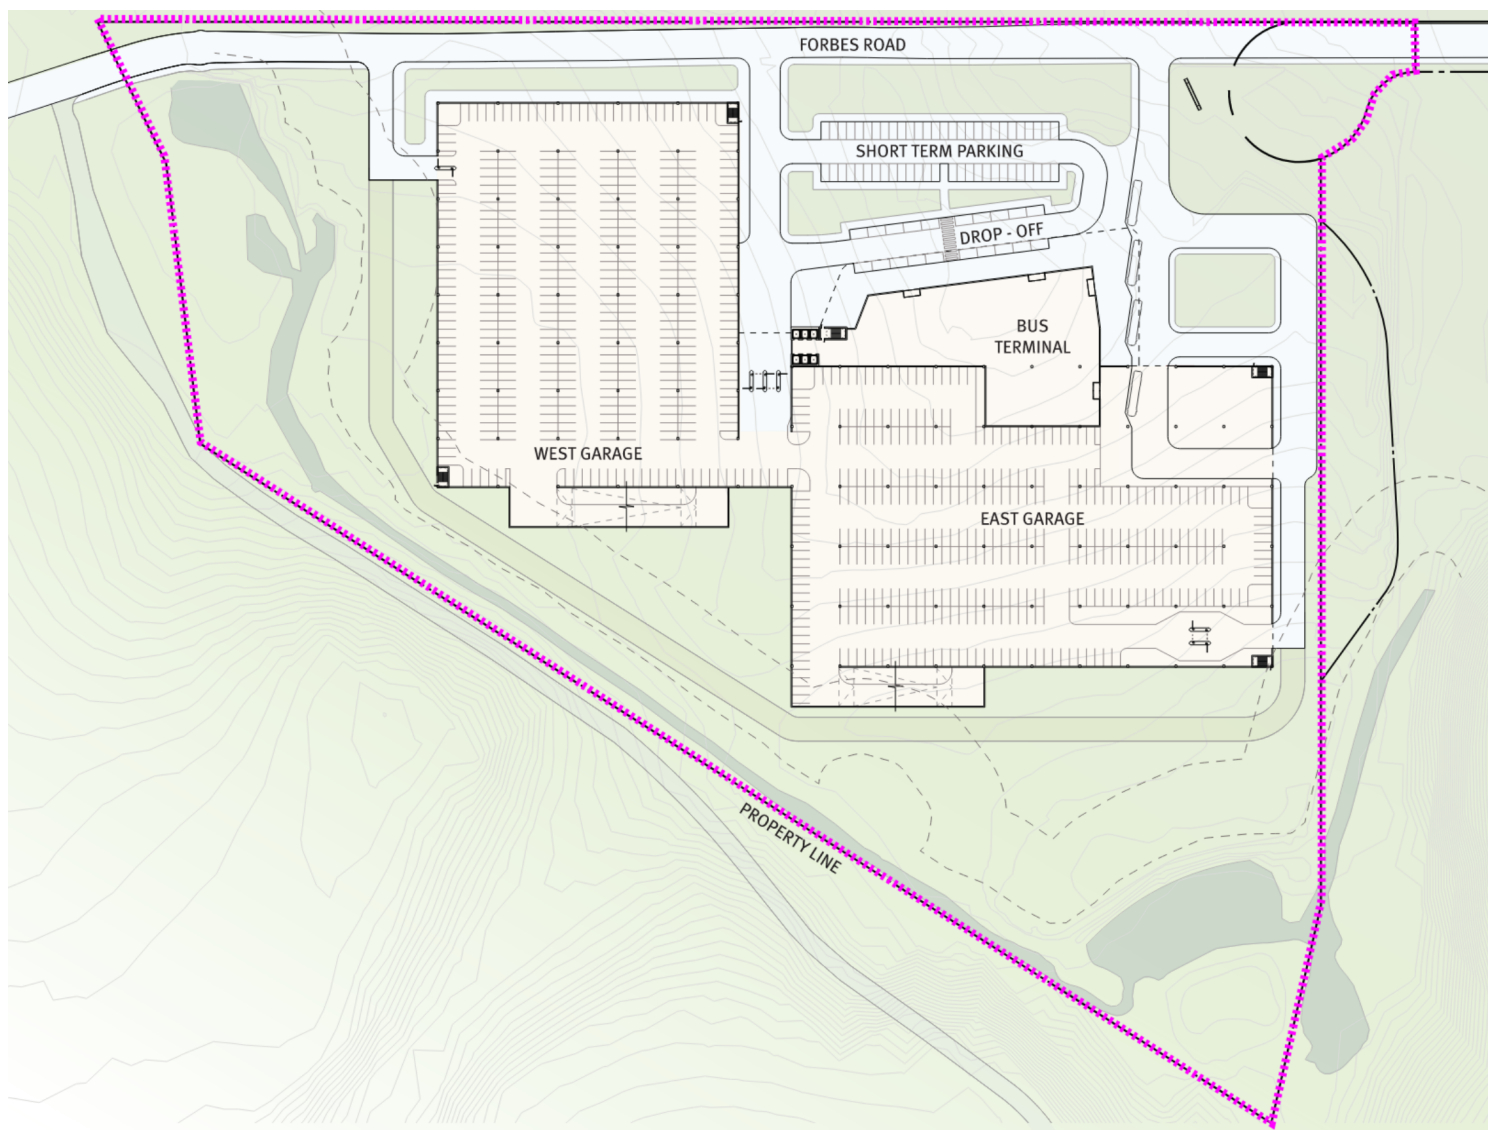 FORBES ROAD
SHORT TERM PARKING
DROP - OFF
BUS
TERMINAL
WEST GARAGE
EAST GARAGE
PROPERTY LINE